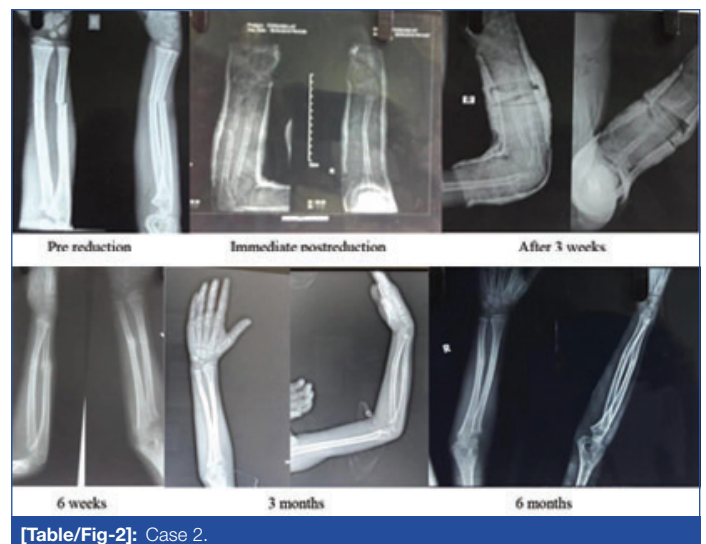 Pre reduction
Immediate postreduction
After 3 weeks
R
6 weeks
3 months
6 months
[Table/Fig-2]: Case 2.